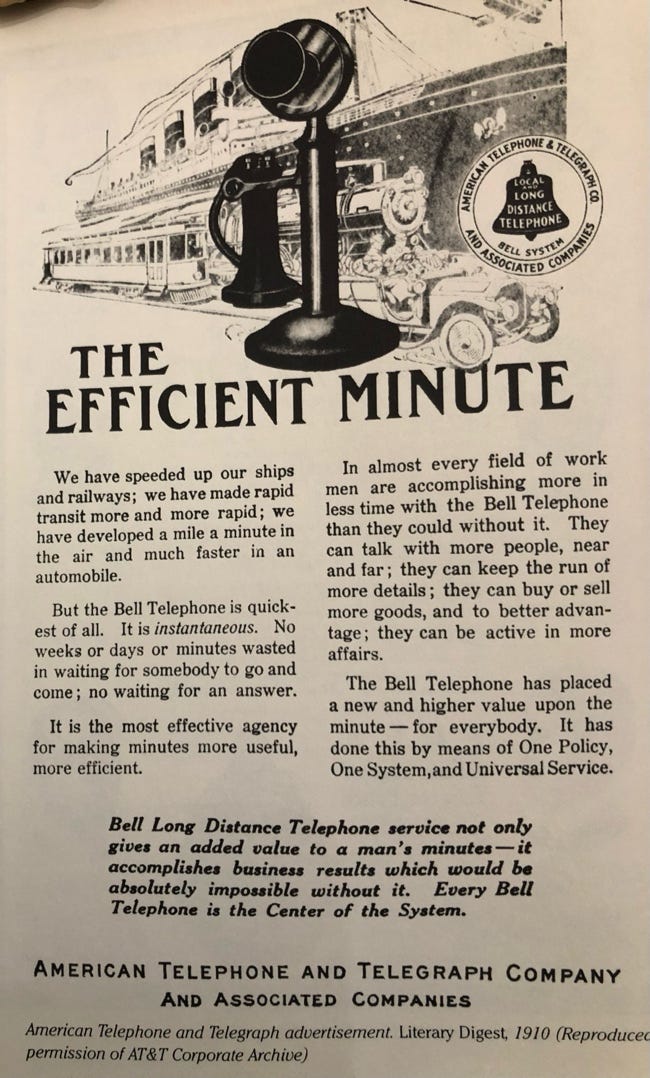 AMERICAN TELEPHONE & TELEGRAPH CO.
LOCAL
AND
LONG
DISTANCE
TELEPHONE
BELL SYSTEM
AND ASSOCIATED COMPANIES
THE
EFFICIENT MINUTE
We have speeded up our ships
and railways; we have made rapid
transit more and more rapid; we
have developed a mile a minute in
the air and much faster in an
automobile.
But the Bell Telephone is quick-
est of all. It is instantaneous. No
weeks or days or minutes wasted
in waiting for somebody to go and
come; no waiting for an answer.
It is the most effective agency
for making minutes more useful,
more efficient.
In almost every field of work
men are accomplishing more in
less time with the Bell Telephone
than they could without it. They
can talk with more people, near
and far; they can keep the run of
more details; they can buy or sell
more goods, and to better advan-
tage; they can be active in more
affairs.
The Bell Telephone has placed
a new and higher value upon the
minute—for everybody. It has
done this by means of One Policy,
One System, and Universal Service.
Bell Long Distance Telephone service not only
gives an added value to a man's minutes—it
accomplishes business results which would be
absolutely impossible without it. Every Bell
Telephone is the Center of the System.
AMERICAN TELEPHONE AND TELEGRAPH COMPANY
AND ASSOCIATED COMPANIES
American Telephone and Telegraph advertisement. Literary Digest, 1910 (Reproduced
permission of AT&T Corporate Archive)